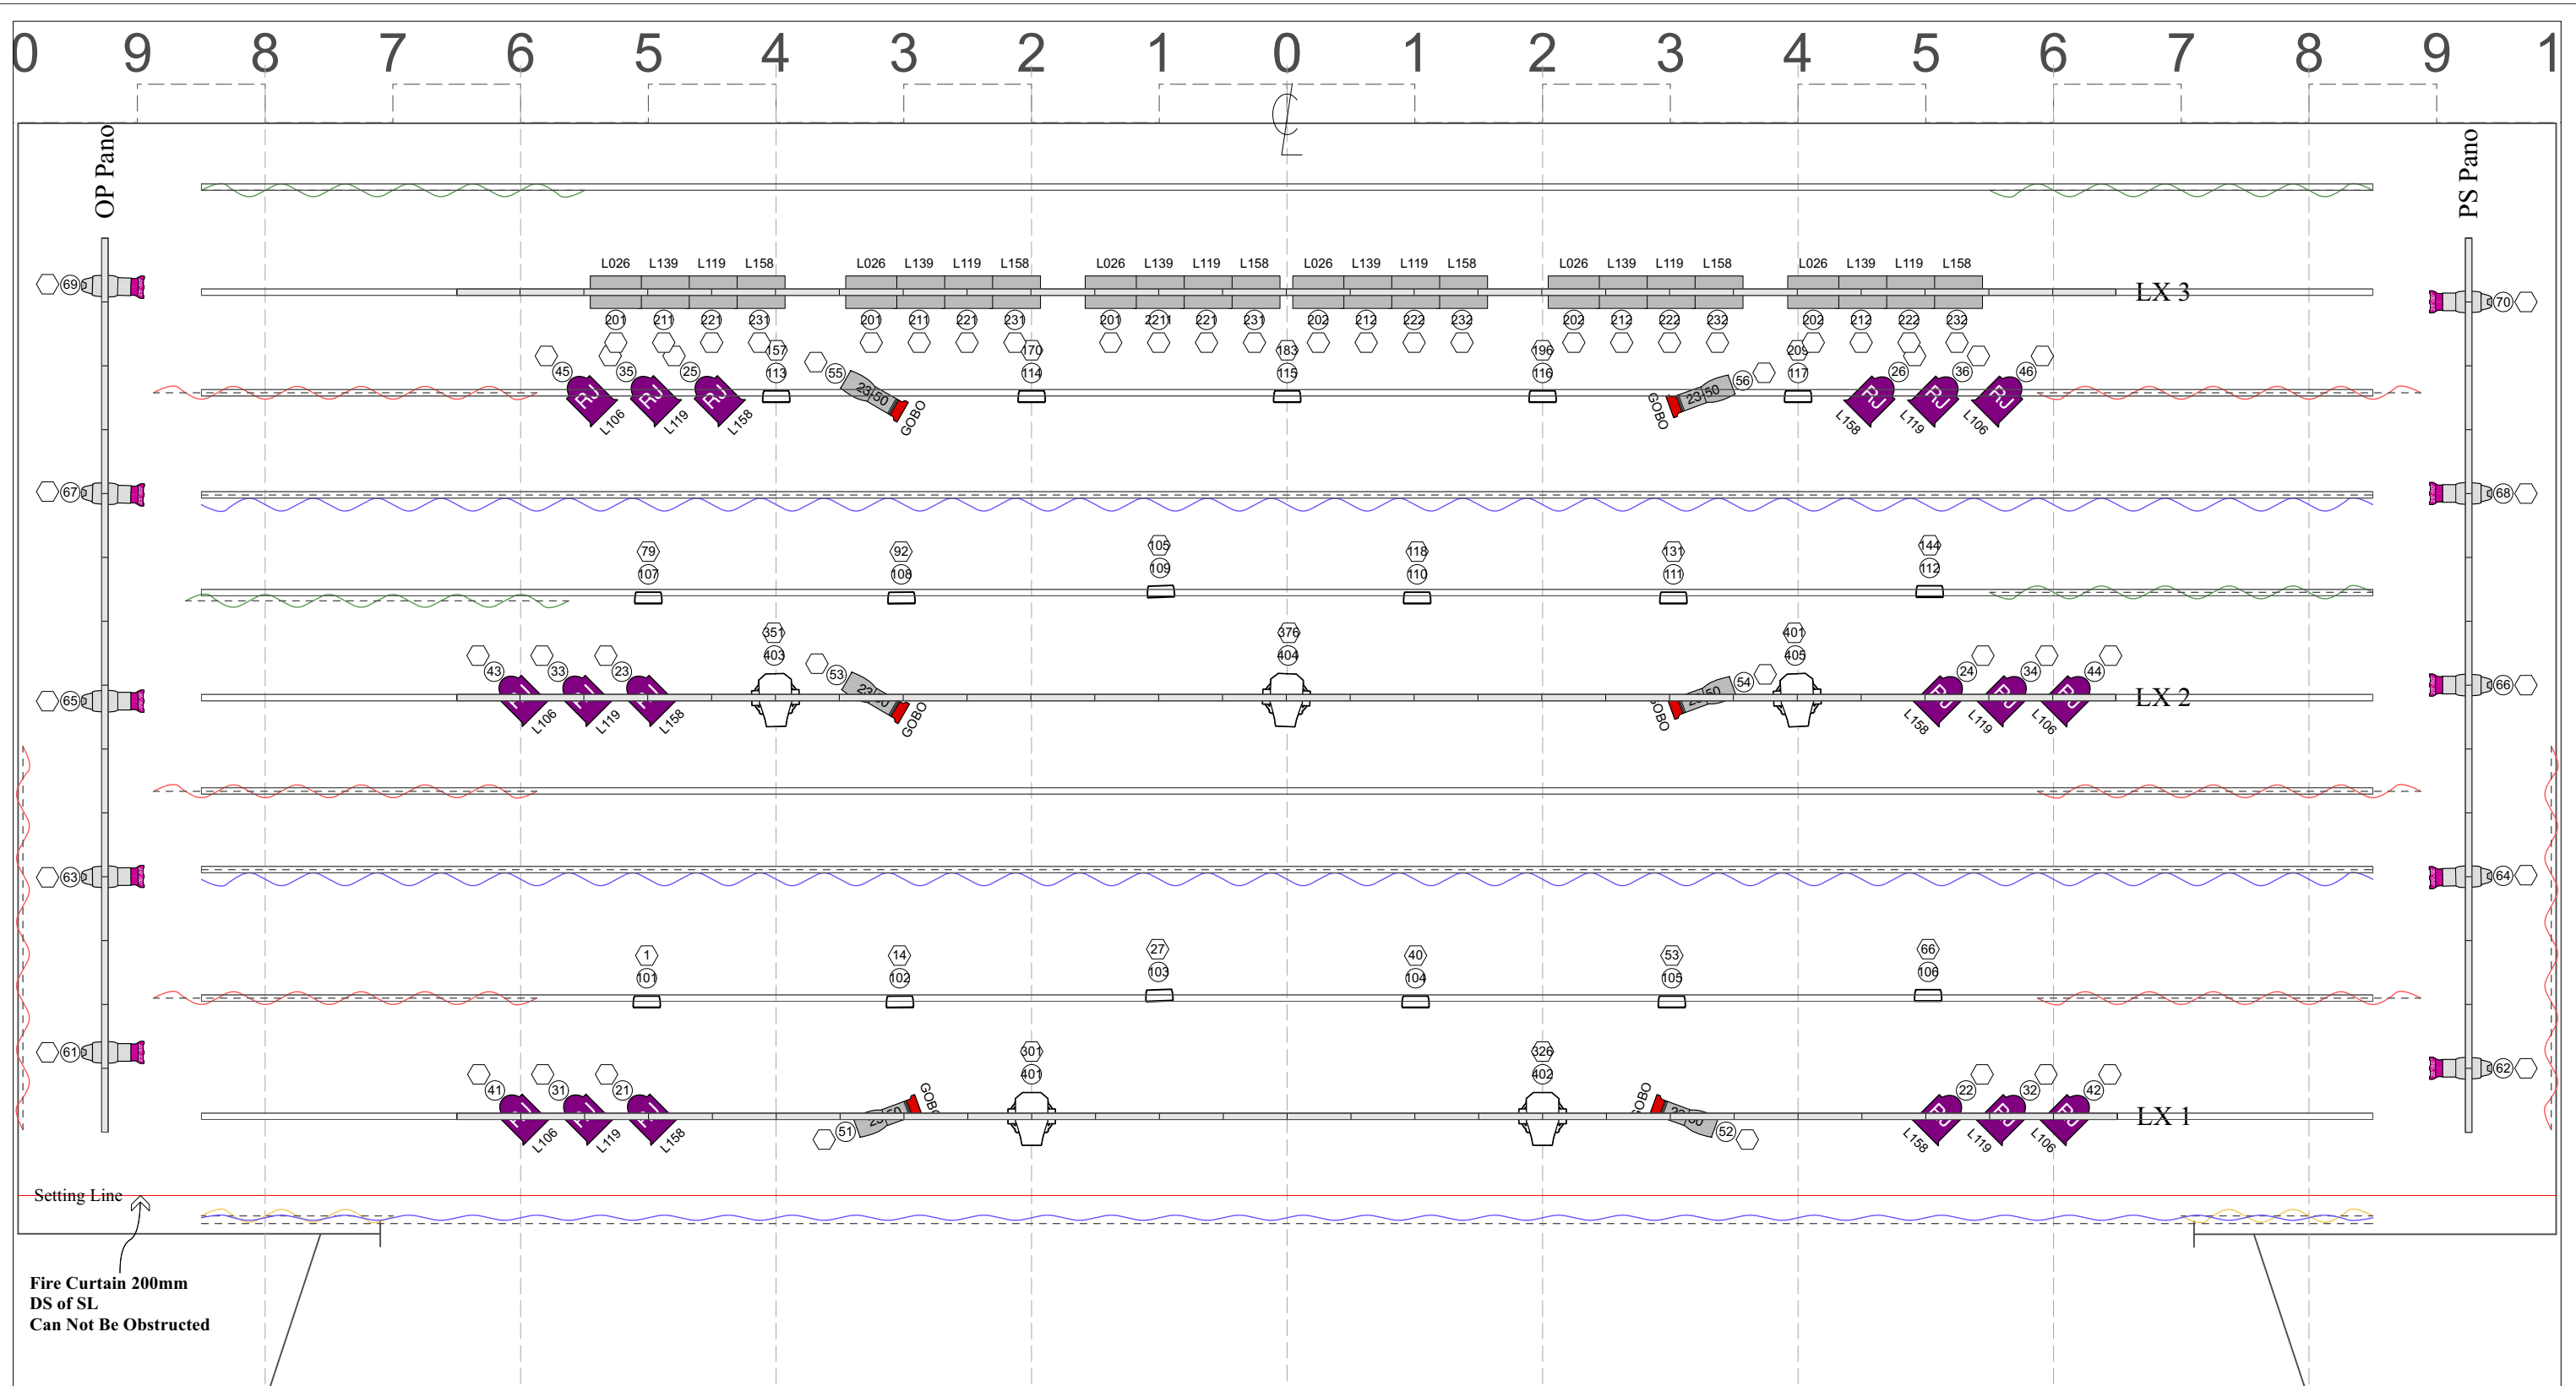 0 9 8 7 6 5 4 3 2 1 0 1 2 3 4 5 6 7 8 9 1
OP Pano
PS Pano
L026 L139 L119 L158 L026 L139 L119 L158 L026 L139 L119 L158 L026 L139 L119 L158 L026 L139 L119 L158 L026 L139 L119 L158
69 LX 3 70
201 211 221 231 201 211 221 231 201 2211 221 231 202 212 222 232 202 212 222 232 202 212 222 232
157 170 183 196 209
45 35 25 113 55 114 115 116 56 117 26 36 46
RJ RJ RJ 23-50 23-50 RJ RJ RJ
L106 L119 L158 GOBO GOBO L158 L119 L106
67 68
79 92 105 118 131 144
107 108 109 110 111 112
351 376 401
43 33 23 403 53 404 54 405 24 34 44
65 LX 2 66
L106 L119 L158 GOBO L158 L119 L106
63 64
1 14 27 40 53 66
101 102 103 104 105 106
61 301 326 62
41 31 21 401 402 22 32 42
GOBO
LX 1
51 52
L106 L119 L158 L158 L119 L106
Setting Line
Fire Curtain 200mm
DS of SL
Can Not Be Obstructed